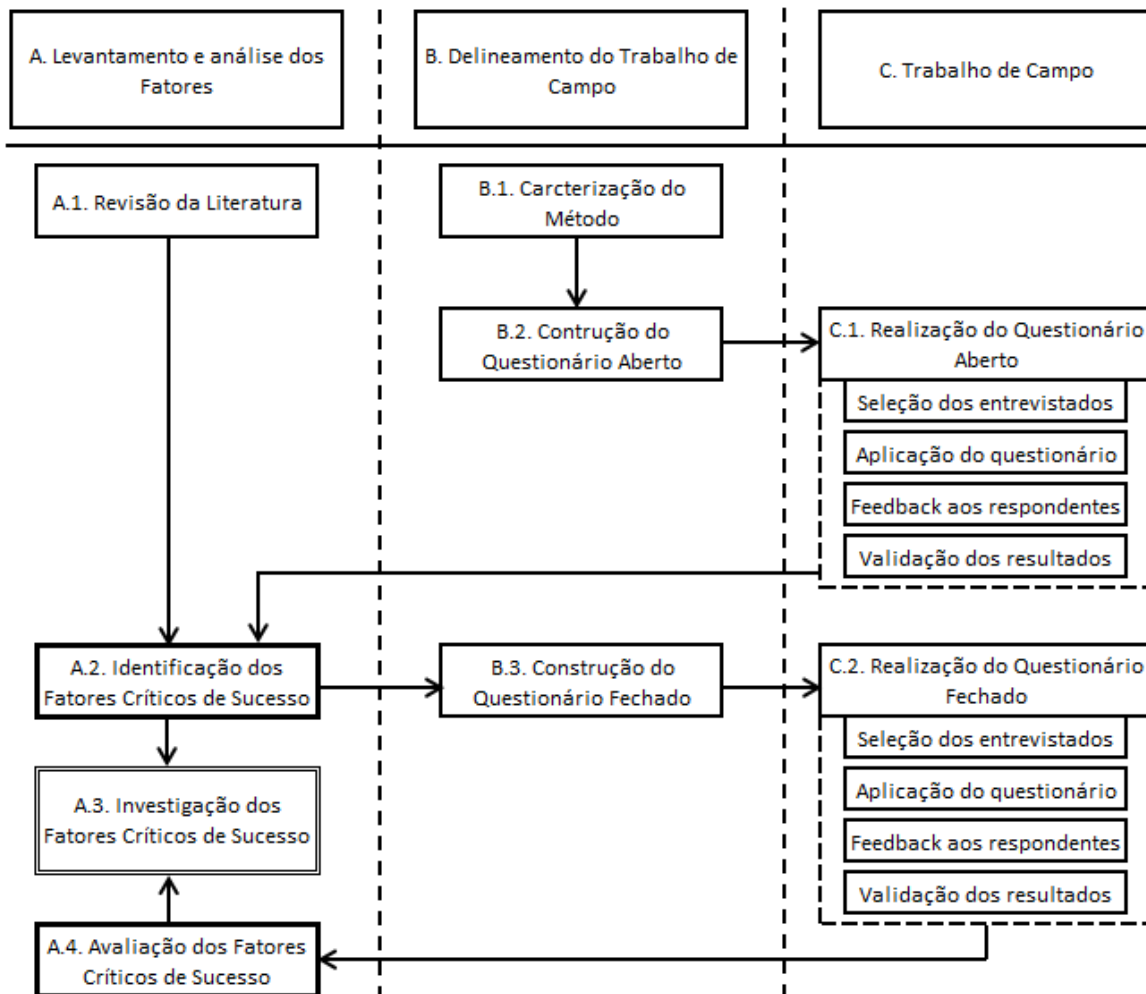 A. Levantamento e análise dos
Fatores
B. Delineamento do Trabalho de
Campo
C. Trabalho de Campo
A.1. Revisão da Literatura
B.1. Carcterização do
Método
B.2. Contrução do
Questionário Aberto
C.1. Realização do Questionário
Aberto
Seleção dos entrevistados
Aplicação do questionário
Feedback aos respondentes
Validação dos resultados
A.2. Identificação dos
Fatores Críticos de Sucesso
B.3. Construção do
Questionário Fechado
C.2. Realização do Questionário
Fechado
Seleção dos entrevistados
Aplicação do questionário
Feedback aos respondentes
Validação dos resultados
A.3. Investigação dos
Fatores Críticos de Sucesso
A.4. Avaliação dos Fatores
Críticos de Sucesso